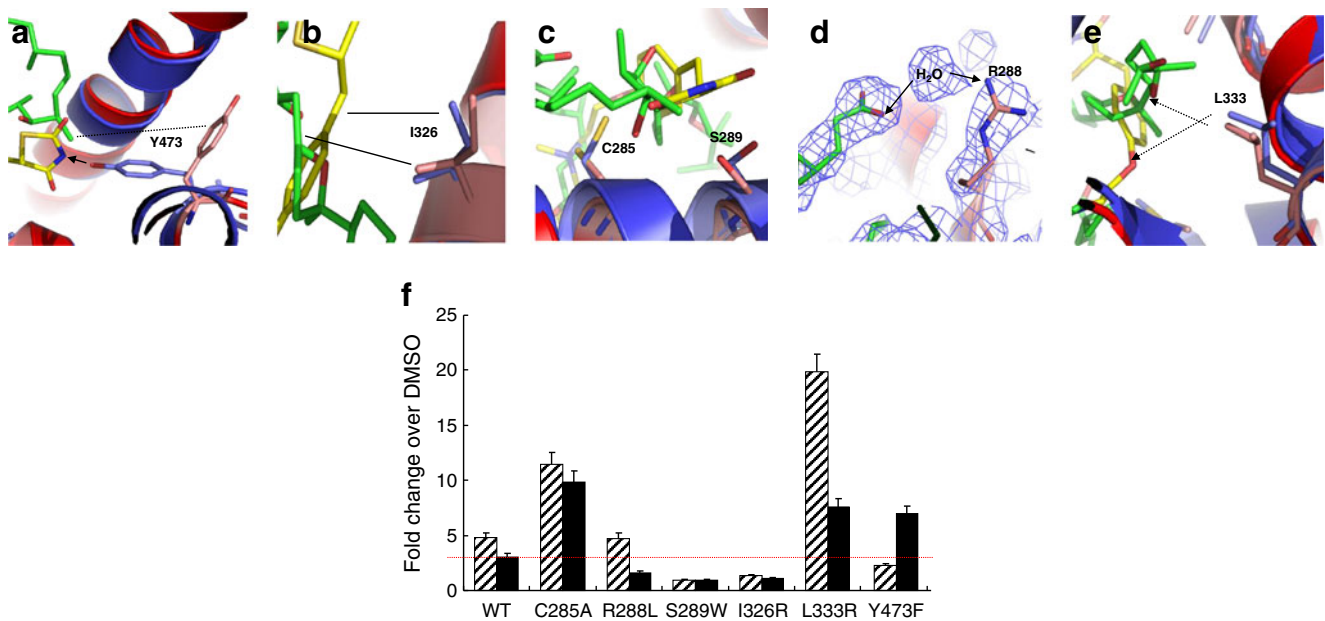 a
Y473
b
I326
c
C285
S289
d
H₂O
R288
e
L333
f
Fold change over DMSO
25
20
15
10
5
0
WT C285A R288L S289W I326R L333R Y473F